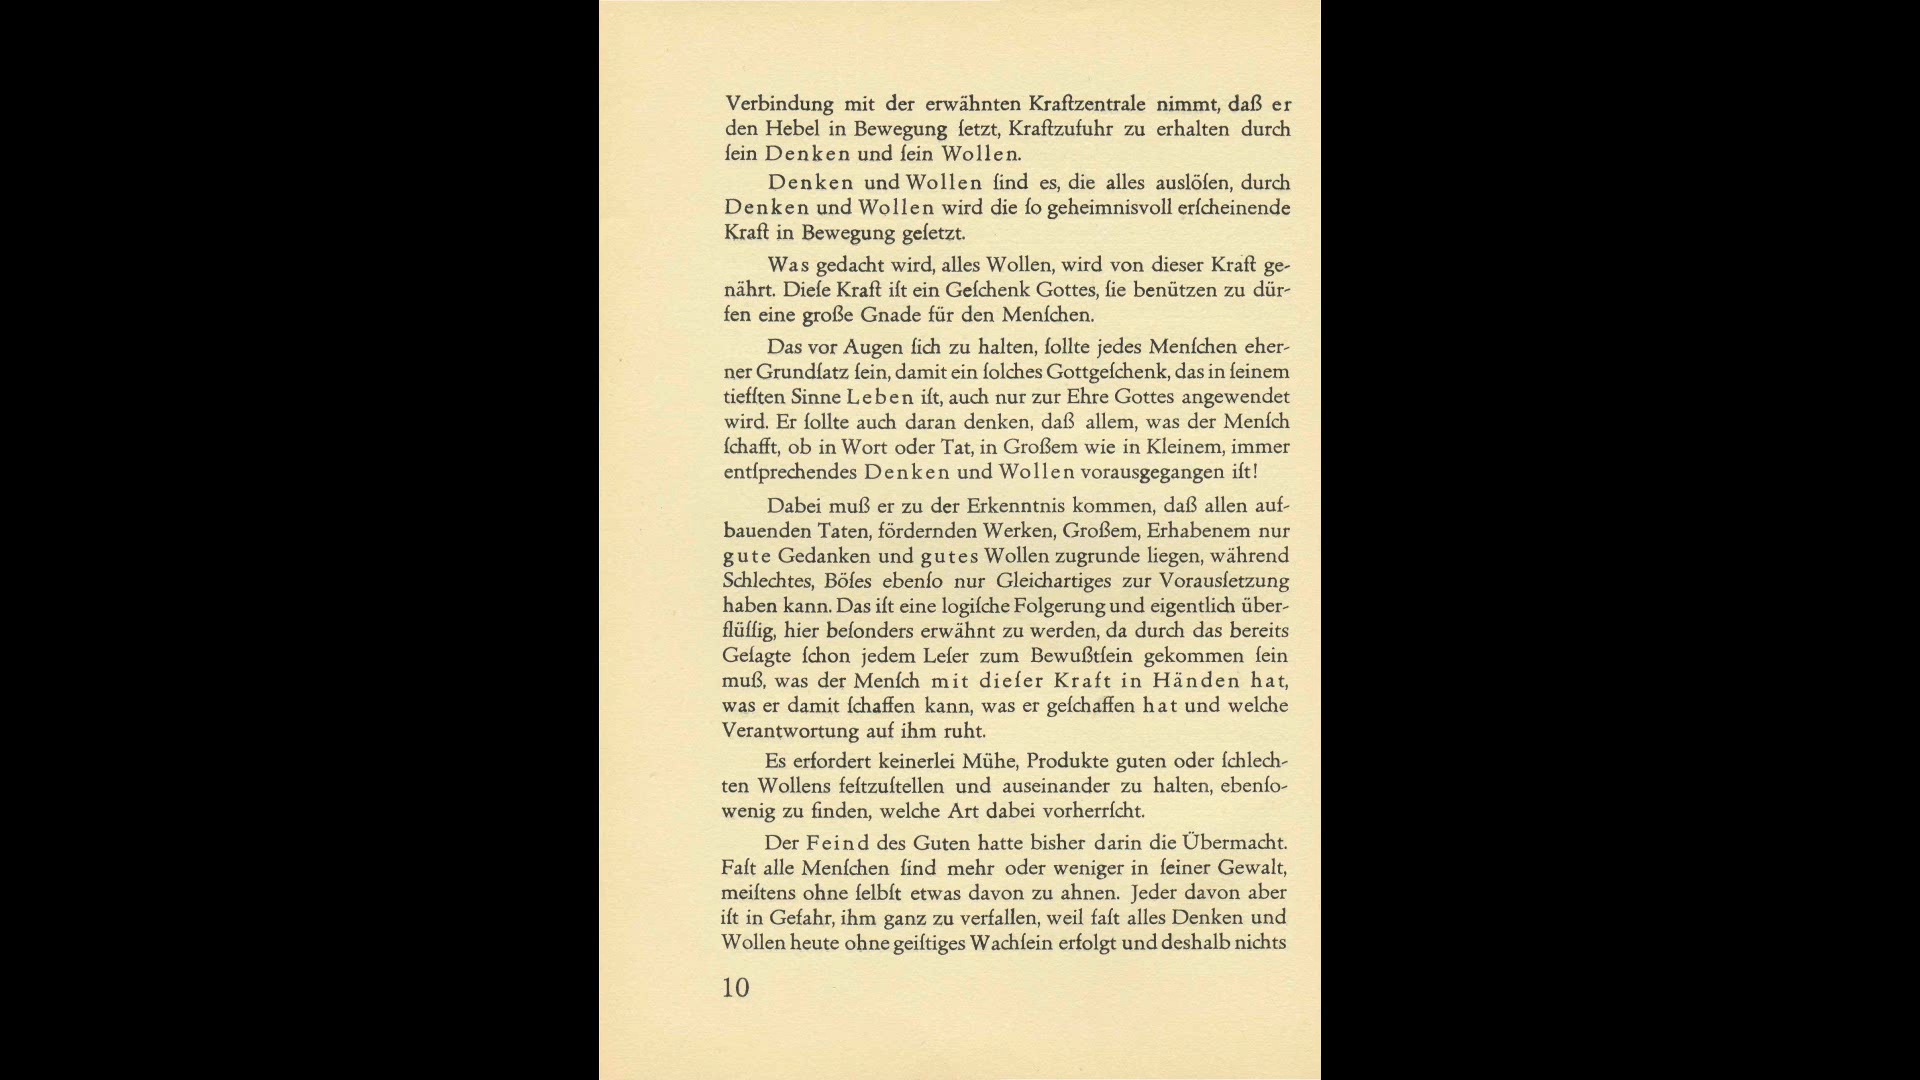 Verbindung mit der erwähnten Kraftzentrale nimmt, daß er
den Hebel in Bewegung ſetzt, Kraftzufuhr zu erhalten durch
ſein Denken und ſein Wollen.
Denken und Wollen ſind es, die alles auslöſen, durch
Denken und Wollen wird die ſo geheimnisvoll erſcheinende
Kraft in Bewegung geſetzt.
Was gedacht wird, alles Wollen, wird von dieser Kraft ge-
nährt. Dieſe Kraft iſt ein Geſchenk Gottes, ſie benützen zu dür-
fen eine große Gnade für den Menſchen.
Das vor Augen ſich zu halten, ſollte jedes Menſchen eher-
ner Grundſatz ſein, damit ein ſolches Gottgeſchenk, das in ſeinem
tiefſten Sinne Leben iſt, auch nur zur Ehre Gottes angewendet
wird. Er ſollte auch daran denken, daß allem, was der Menſch
ſchafft, ob in Wort oder Tat, in Großem wie in Kleinem, immer
entſprechendes Denken und Wollen vorausgegangen iſt!
Dabei muß er zu der Erkenntnis kommen, daß allen auf-
bauenden Taten, fördernden Werken, Großem, Erhabenem nur
gute Gedanken und gutes Wollen zugrunde liegen, während
Schlechtes, Böſes ebenſo nur Gleichartiges zur Vorausſetzung
haben kann. Das iſt eine logiſche Folgerung und eigentlich über-
flüſſig, hier beſonders erwähnt zu werden, da durch das bereits
Geſagte ſchon jedem Leſer zum Bewußtſein gekommen ſein
muß, was der Menſch mit dieſer Kraft in Händen hat,
was er damit ſchaffen kann, was er geſchaffen hat und welche
Verantwortung auf ihm ruht.
Es erfordert keinerlei Mühe, Produkte guten oder ſchlech-
ten Wollens feſtzuſtellen und auseinander zu halten, ebenſo-
wenig zu finden, welche Art dabei vorherrſcht.
Der Feind des Guten hatte bisher darin die Übermacht.
Faſt alle Menſchen ſind mehr oder weniger in ſeiner Gewalt,
meiſtens ohne ſelbſt etwas davon zu ahnen. Jeder davon aber
iſt in Gefahr, ihm ganz zu verfallen, weil faſt alles Denken und
Wollen heute ohne geiſtiges Wachſein erfolgt und deshalb nichts
10